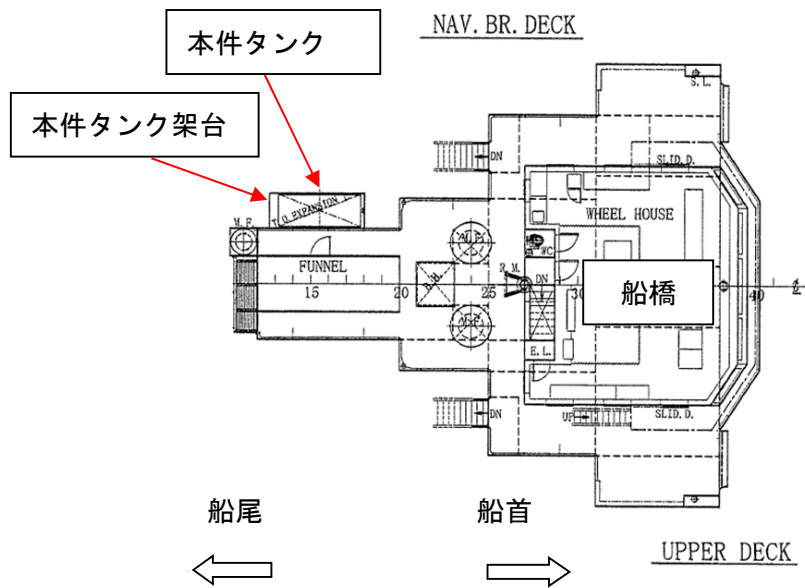 NAV. BR. DECK
本件タンク
本件タンク架台
S.L.
DN
SLID.D.
T.O EXPANSION T.
M.F.
WHEEL HOUSE
WC
FUNNEL
R.M.
DN
船橋
15
20
25
30
40
E.L.
DN
UP
SLID.D.
船尾
船首
UPPER DECK